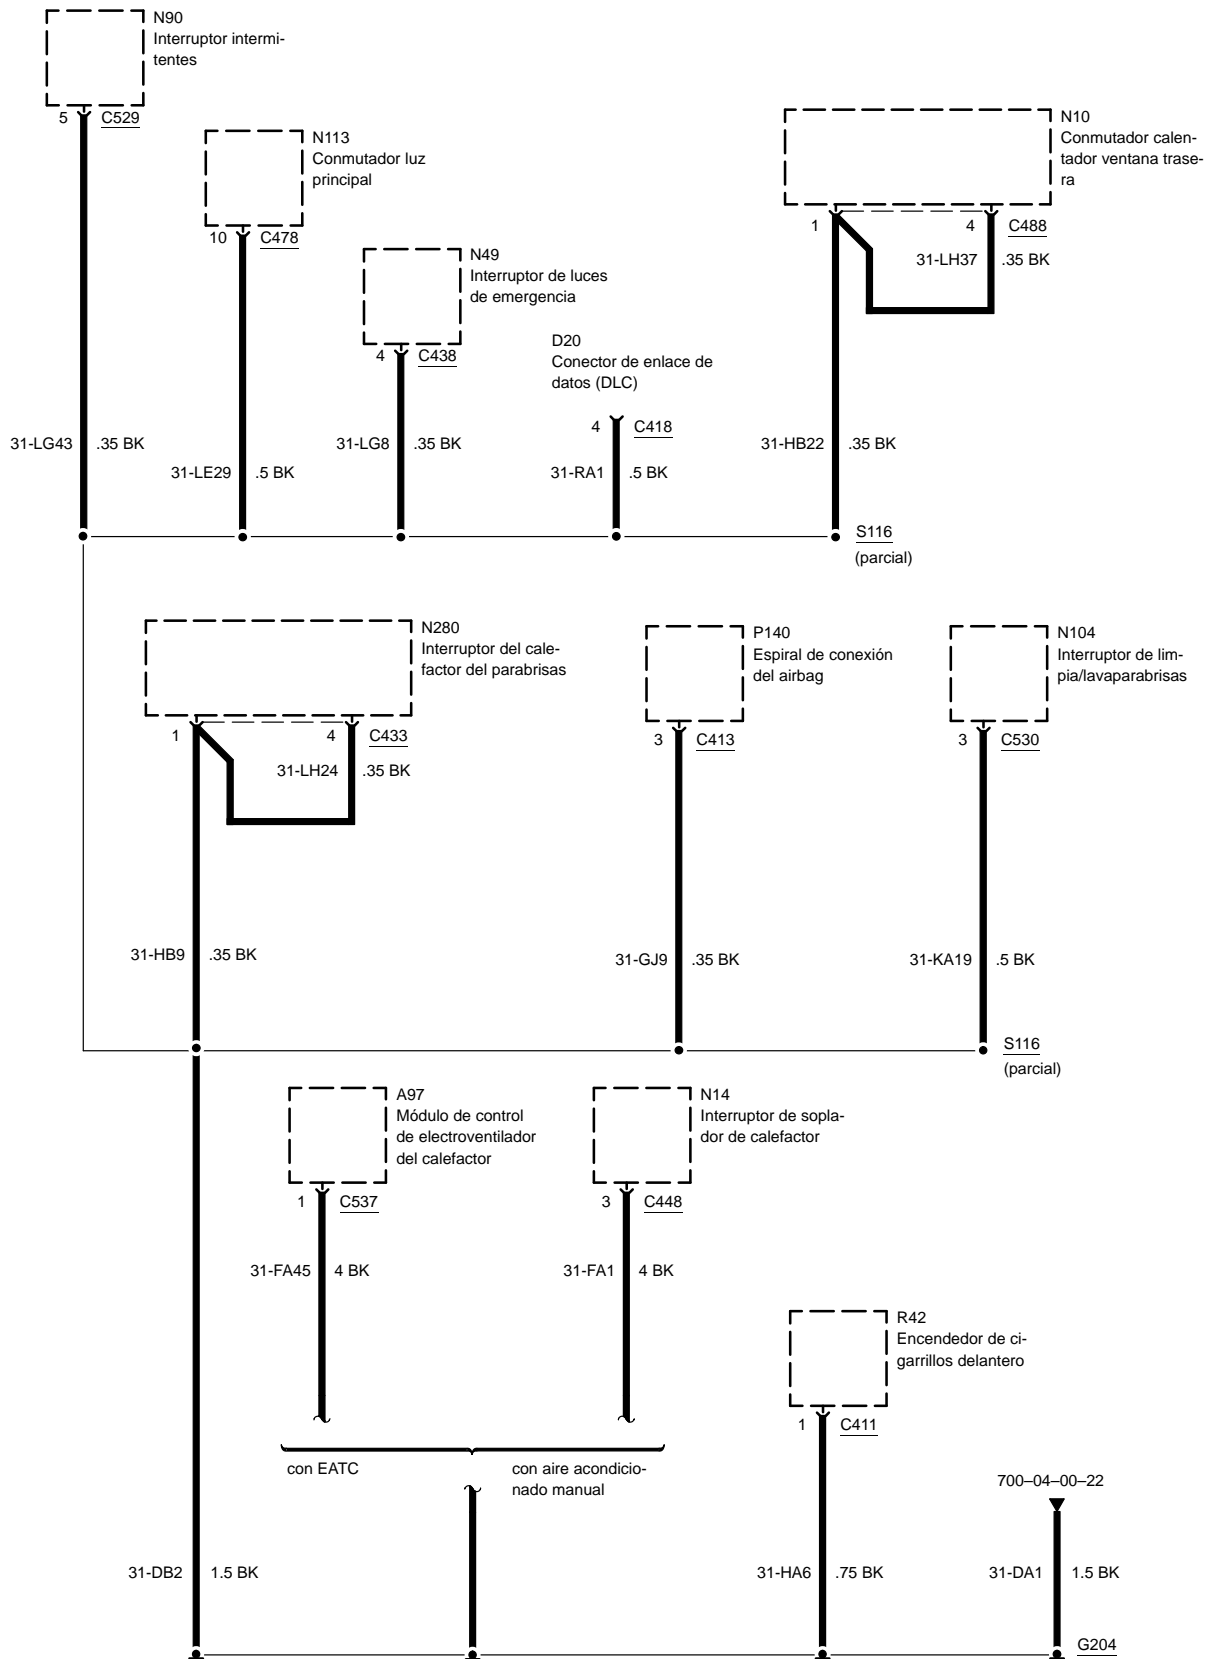 N90
Interruptor intermi-
tentes
5 C529
N113
Conmutador luz
principal
10 C478
N49
Interruptor de luces
de emergencia
4 C438
D20
Conector de enlace de
datos (DLC)
4 C418
N10
Conmutador calen-
tador ventana trase-
ra
1 4 C488
31-LH37 .35 BK
31-LG43 .35 BK
31-LE29 .5 BK
31-LG8 .35 BK
31-RA1 .5 BK
31-HB22 .35 BK
S116
(parcial)
N280
Interruptor del cale-
factor del parabrisas
1 4 C433
31-LH24 .35 BK
P140
Espiral de conexión
del airbag
3 C413
N104
Interruptor de lim-
pia/lavaparabrisas
3 C530
31-HB9 .35 BK
31-GJ9 .35 BK
31-KA19 .5 BK
S116
(parcial)
A97
Módulo de control
de electroventilador
del calefactor
1 C537
N14
Interruptor de sopla-
dor de calefactor
3 C448
31-FA45 4 BK
31-FA1 4 BK
R42
Encendedor de ci-
garrillos delantero
1 C411
con EATC
con aire acondicio-
nado manual
700–04–00–22
31-DB2 1.5 BK
31-HA6 .75 BK
31-DA1 1.5 BK
G204